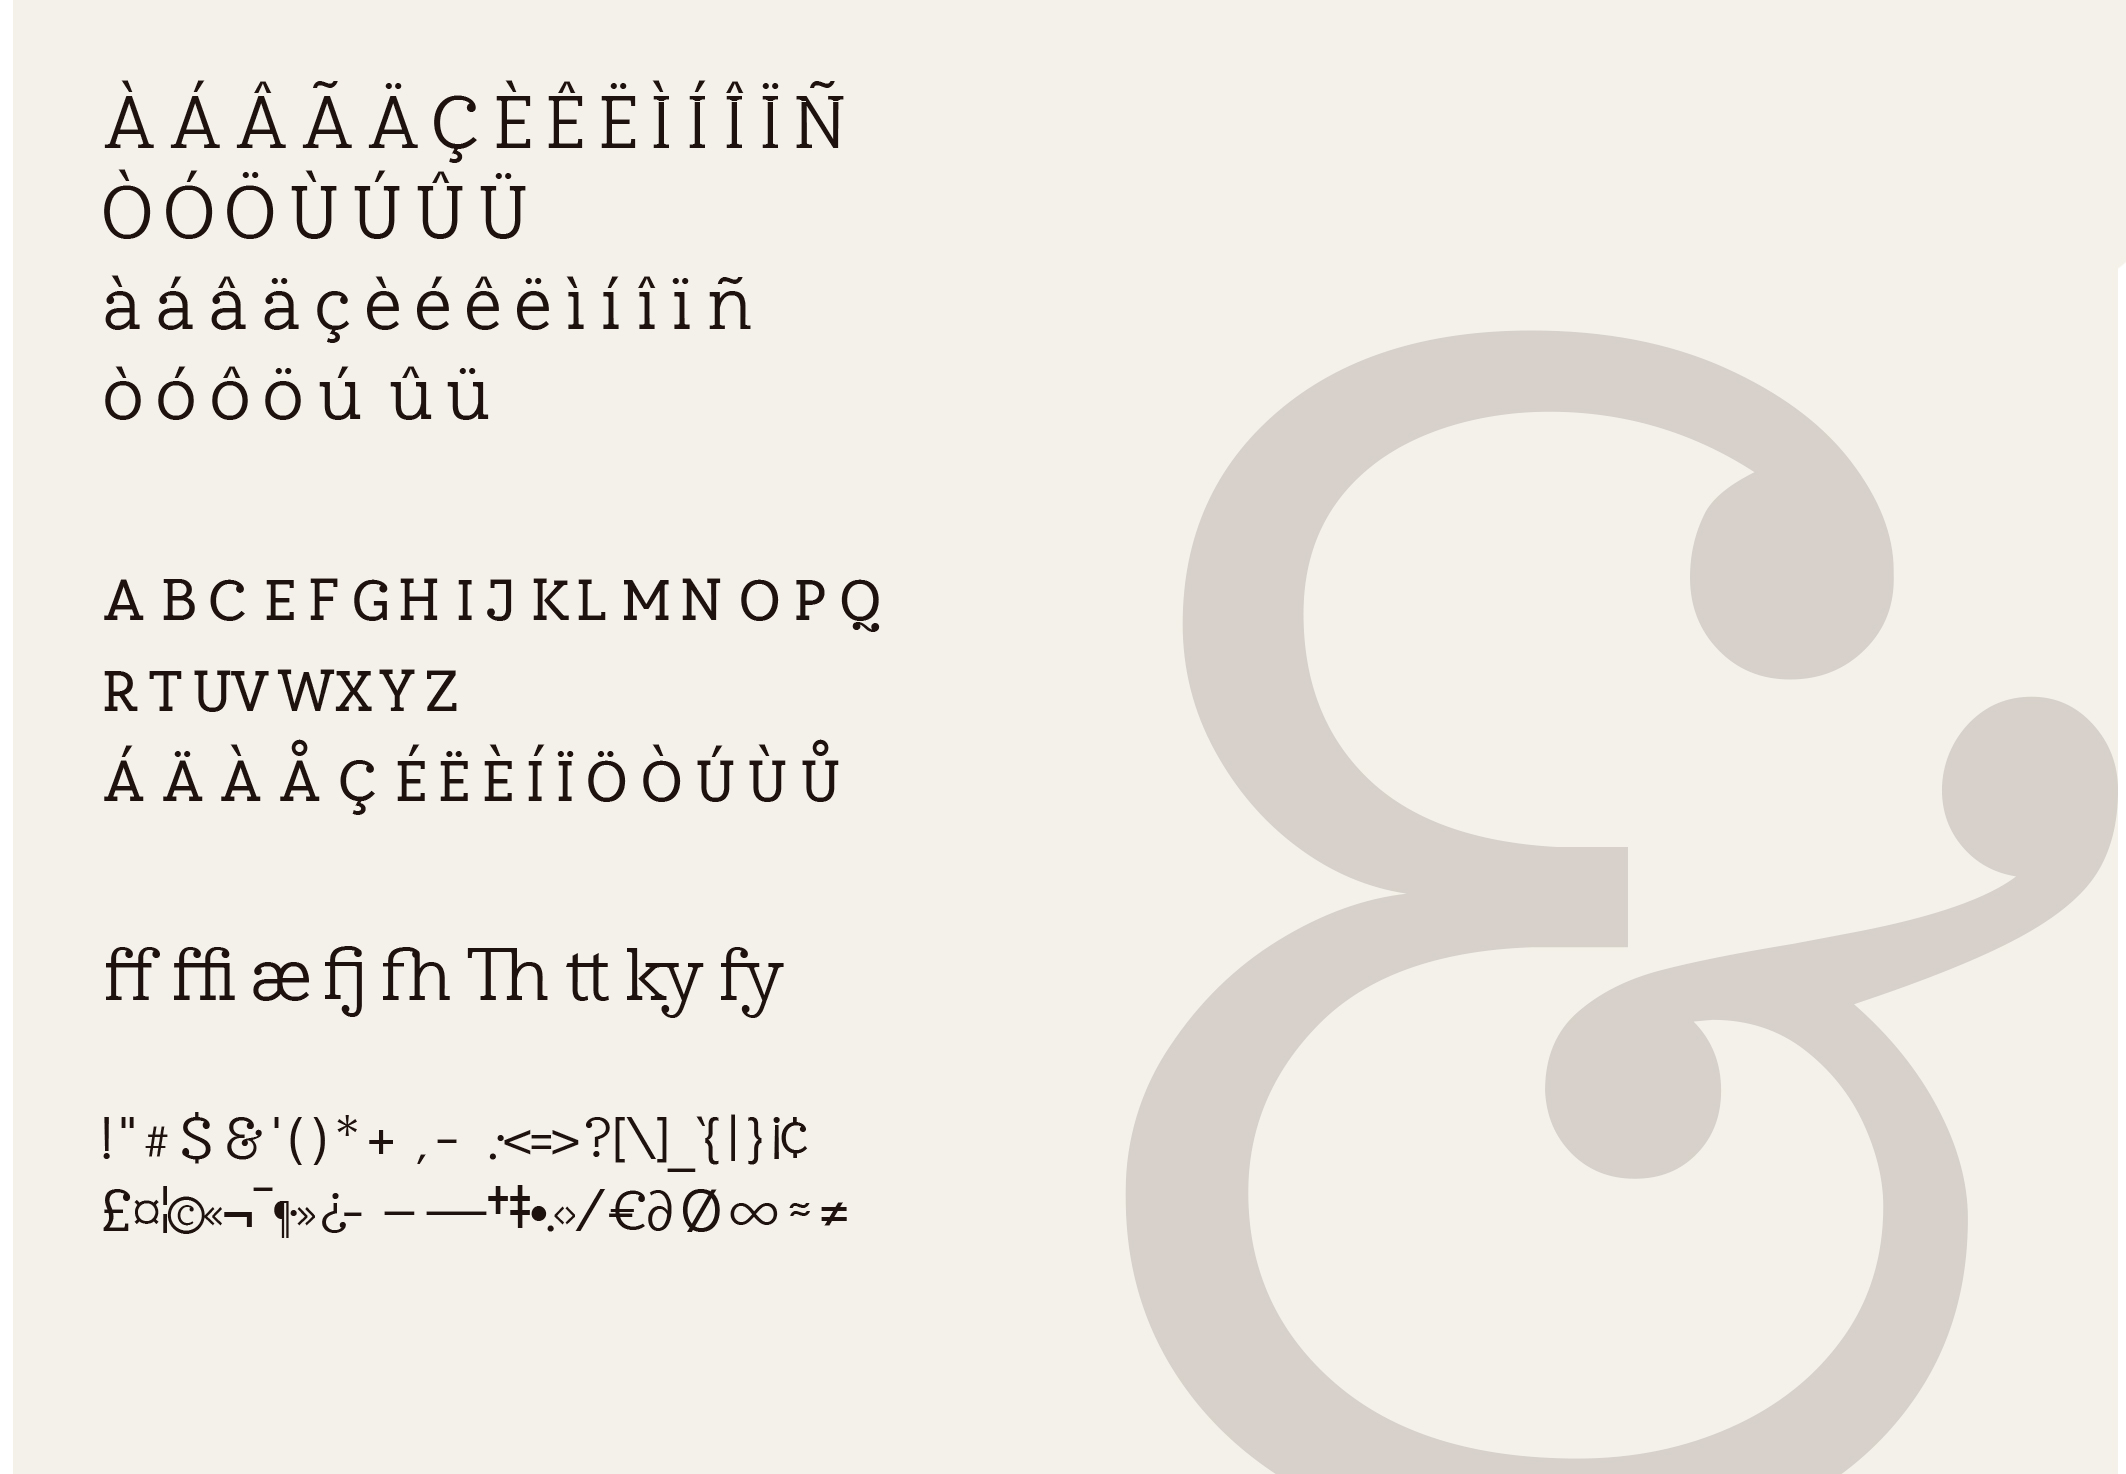 À Á Â Ã Ä Ç È Ê Ë Ì Í Î Ï Ñ
Ò Ó Ö Ù Ú Û Ü
à á â ä ç è é ê ë ì í î ï ñ
ò ó ô ö ú û ü
A B C E F G H I J K L M N O P Q
R T U V W X Y Z
Á Ä À Å Ç É Ë È Í Ï Ö Ò Ú Ù Ů
ff ffi æ fj fh Th tt ky fy
! " # $ & ' ( ) * + , - . : < = > ? [ \ ] _ ` { | } ¡ ¢
£ ¤ ¦ © « ¬ ¯ ¶ · » ¿ - – — † ‡ • . ‹ › / € ∂ Ø ∞ ≈ ≠
&